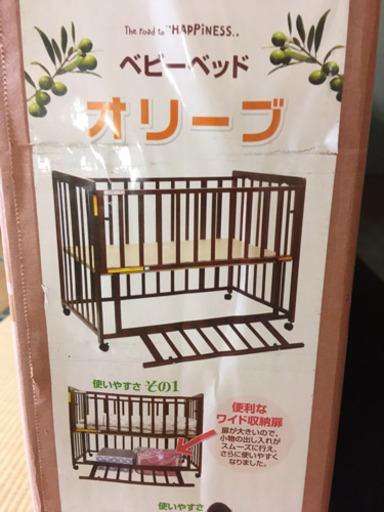 The road to "HAPPiNESS..
ベビーベッド
オリーブ
使いやすさ その1
便利な
ワイド収納扉
扉が大きいので、
小物の出し入れが
スムーズに行え、
さらに使いやすく
なりました。
使いやすさ